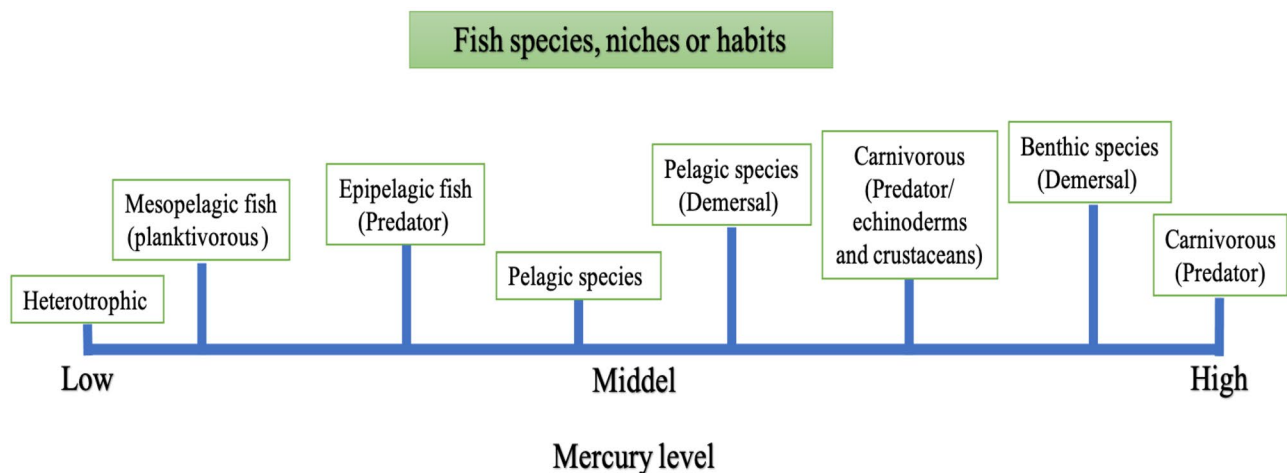 Fish species, niches or habits
Heterotrophic
Mesopelagic fish
(planktivorous )
Epipelagic fish
(Predator)
Pelagic species
Pelagic species
(Demersal)
Carnivorous
(Predator/
echinoderms
and crustaceans)
Benthic species
(Demersal)
Carnivorous
(Predator)
Low
Middel
High
Mercury level